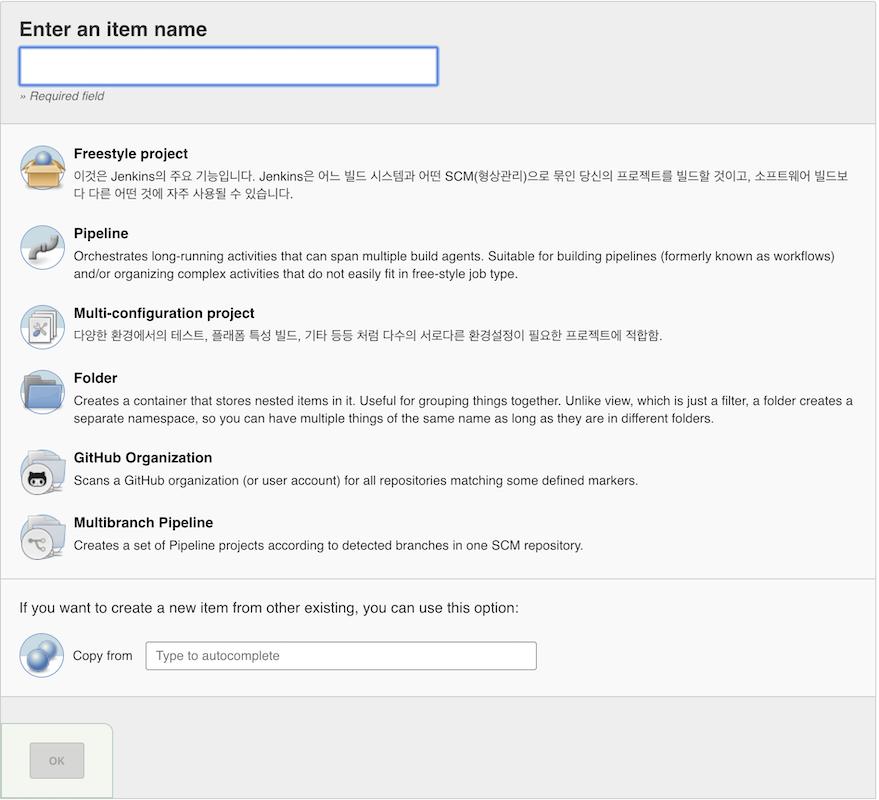 Enter an item name
» Required field
Freestyle project
이것은 Jenkins의 주요 기능입니다. Jenkins은 어느 빌드 시스템과 어떤 SCM(형상관리)으로 묶인 당신의 프로젝트를 빌드할 것이고, 소프트웨어 빌드보
다 다른 어떤 것에 자주 사용될 수 있습니다.
Pipeline
Orchestrates long-running activities that can span multiple build agents. Suitable for building pipelines (formerly known as workflows)
and/or organizing complex activities that do not easily fit in free-style job type.
Multi-configuration project
다양한 환경에서의 테스트, 플래폼 특성 빌드, 기타 등등 처럼 다수의 서로다른 환경설정이 필요한 프로젝트에 적합함.
Folder
Creates a container that stores nested items in it. Useful for grouping things together. Unlike view, which is just a filter, a folder creates a
separate namespace, so you can have multiple things of the same name as long as they are in different folders.
GitHub Organization
Scans a GitHub organization (or user account) for all repositories matching some defined markers.
Multibranch Pipeline
Creates a set of Pipeline projects according to detected branches in one SCM repository.
If you want to create a new item from other existing, you can use this option:
Copy from
Type to autocomplete
OK